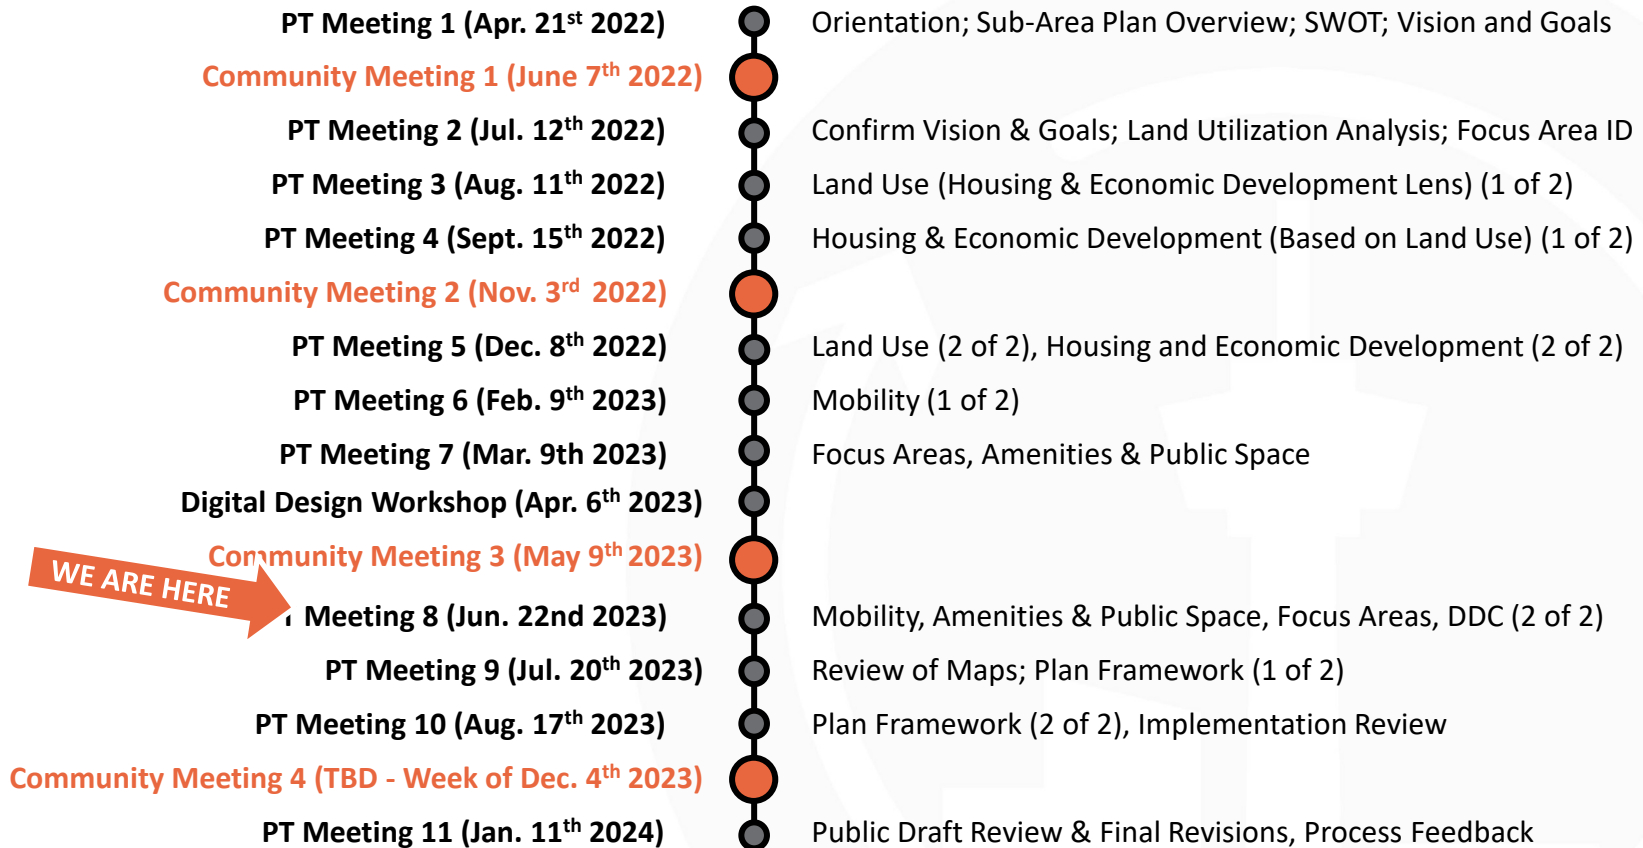 PT Meeting 1 (Apr. 21st 2022) Orientation; Sub-Area Plan Overview; SWOT; Vision and Goals
Community Meeting 1 (June 7th 2022)
PT Meeting 2 (Jul. 12th 2022) Confirm Vision & Goals; Land Utilization Analysis; Focus Area ID
PT Meeting 3 (Aug. 11th 2022) Land Use (Housing & Economic Development Lens) (1 of 2)
PT Meeting 4 (Sept. 15th 2022) Housing & Economic Development (Based on Land Use) (1 of 2)
Community Meeting 2 (Nov. 3rd 2022)
PT Meeting 5 (Dec. 8th 2022) Land Use (2 of 2), Housing and Economic Development (2 of 2)
PT Meeting 6 (Feb. 9th 2023) Mobility (1 of 2)
PT Meeting 7 (Mar. 9th 2023) Focus Areas, Amenities & Public Space
Digital Design Workshop (Apr. 6th 2023)
Community Meeting 3 (May 9th 2023)
WE ARE HERE
Meeting 8 (Jun. 22nd 2023) Mobility, Amenities & Public Space, Focus Areas, DDC (2 of 2)
PT Meeting 9 (Jul. 20th 2023) Review of Maps; Plan Framework (1 of 2)
PT Meeting 10 (Aug. 17th 2023) Plan Framework (2 of 2), Implementation Review
Community Meeting 4 (TBD - Week of Dec. 4th 2023)
PT Meeting 11 (Jan. 11th 2024) Public Draft Review & Final Revisions, Process Feedback